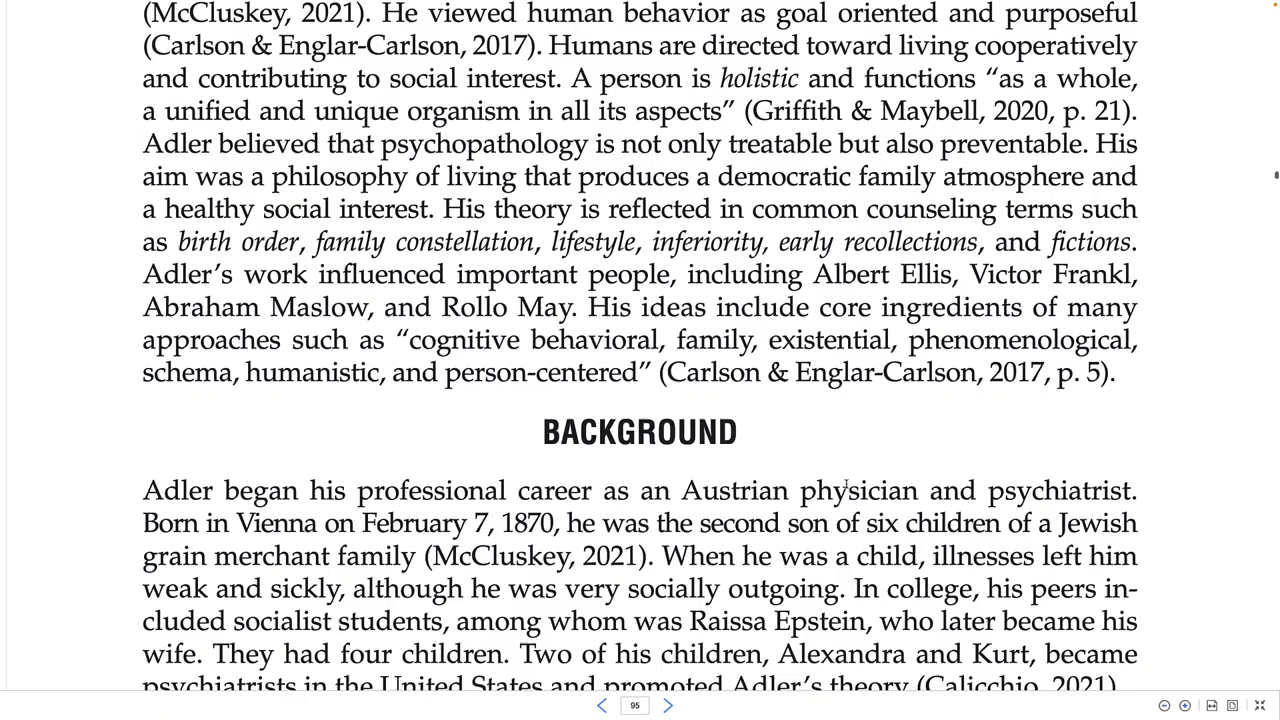 (McCluskey, 2021). He viewed human behavior as goal oriented and purposeful
(Carlson & Englar-Carlson, 2017). Humans are directed toward living cooperatively
and contributing to social interest. A person is holistic and functions “as a whole,
a unified and unique organism in all its aspects” (Griffith & Maybell, 2020, p. 21).
Adler believed that psychopathology is not only treatable but also preventable. His
aim was a philosophy of living that produces a democratic family atmosphere and
a healthy social interest. His theory is reflected in common counseling terms such
as birth order, family constellation, lifestyle, inferiority, early recollections, and fictions.
Adler’s work influenced important people, including Albert Ellis, Victor Frankl,
Abraham Maslow, and Rollo May. His ideas include core ingredients of many
approaches such as “cognitive behavioral, family, existential, phenomenological,
schema, humanistic, and person-centered” (Carlson & Englar-Carlson, 2017, p. 5).
BACKGROUND
Adler began his professional career as an Austrian physician and psychiatrist.
Born in Vienna on February 7, 1870, he was the second son of six children of a Jewish
grain merchant family (McCluskey, 2021). When he was a child, illnesses left him
weak and sickly, although he was very socially outgoing. In college, his peers in-
cluded socialist students, among whom was Raissa Epstein, who later became his
wife. They had four children. Two of his children, Alexandra and Kurt, became
psychiatrists in the United States and promoted Adler’s theory (Calicchio, 2021).
95